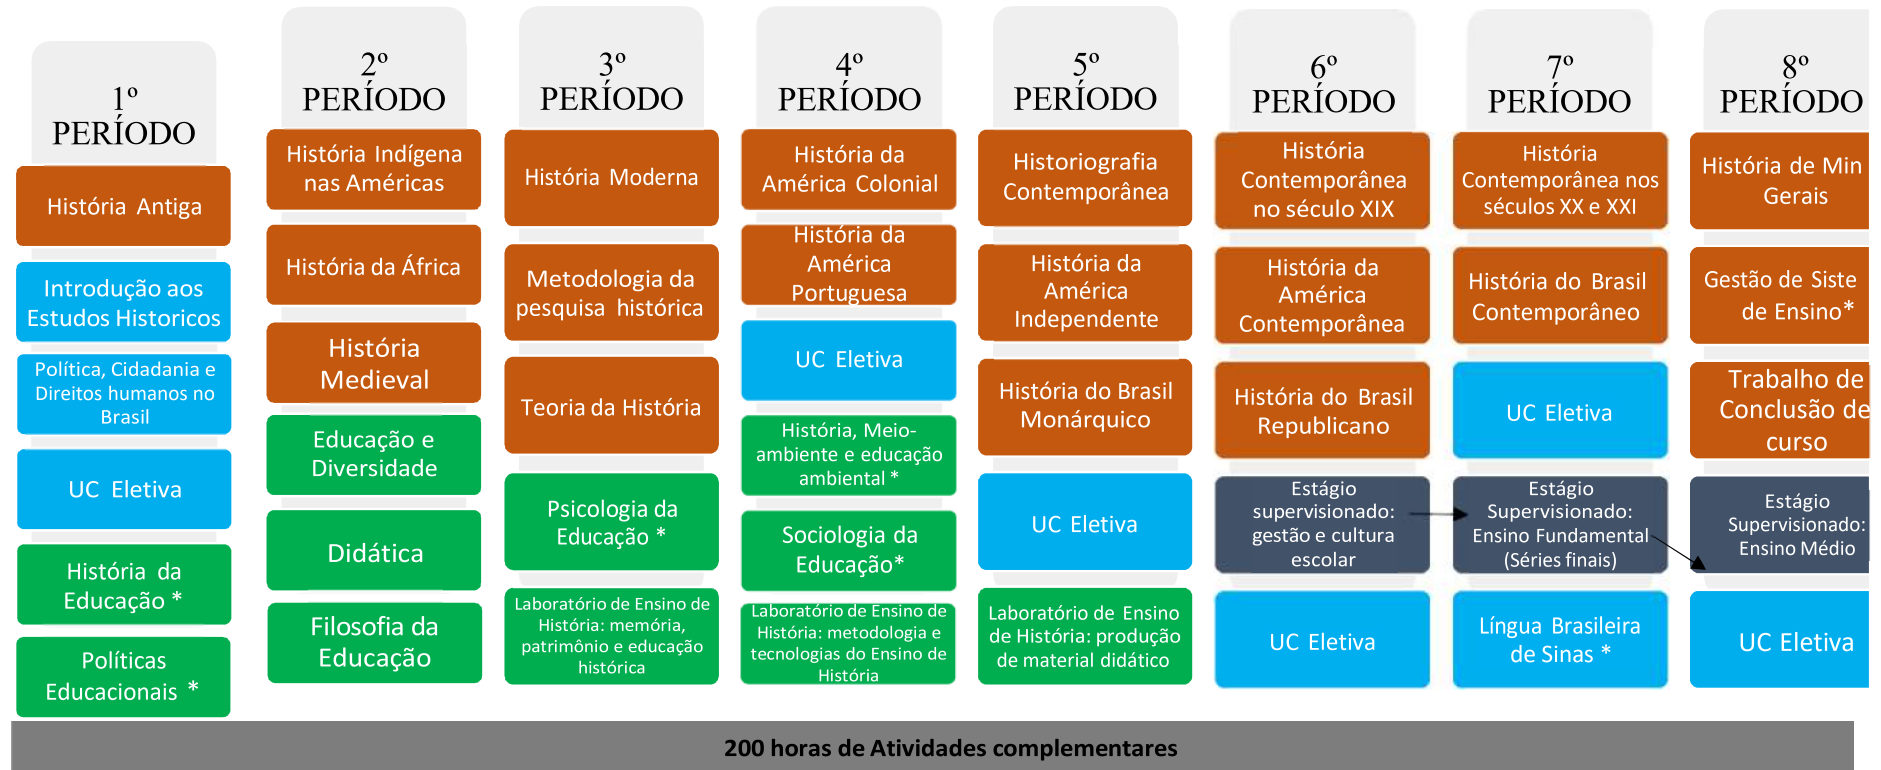 1º
PERÍODO
História Antiga
Introdução aos
Estudos Historicos
Política, Cidadania e
Direitos humanos no
Brasil
UC Eletiva
História da
Educação *
Políticas
Educacionais *
2º
PERÍODO
História Indígena
nas Américas
História da África
História
Medieval
Educação e
Diversidade
Didática
Filosofia da
Educação
3º
PERÍODO
História Moderna
Metodologia da
pesquisa histórica
Teoria da História
Psicologia da
Educação *
Laboratório de Ensino de
História: memória,
patrimônio e educação
histórica
4º
PERÍODO
História da
América Colonial
História da
América
Portuguesa
UC Eletiva
História, Meio-
ambiente e educação
ambiental *
Sociologia da
Educação*
Laboratório de Ensino de
História: metodologia e
tecnologias do Ensino de
História
5º
PERÍODO
Historiografia
Contemporânea
História da
América
Independente
História do Brasil
Monárquico
UC Eletiva
Laboratório de Ensino
de História: produção
de material didático
6º
PERÍODO
História
Contemporânea
no século XIX
História da
América
Contemporânea
História do Brasil
Republicano
Estágio
supervisionado:
gestão e cultura
escolar
UC Eletiva
7º
PERÍODO
História
Contemporânea nos
séculos XX e XXI
História do Brasil
Contemporâneo
UC Eletiva
Estágio
Supervisionado:
Ensino Fundamental
(Séries finais)
Língua Brasileira
de Sinas *
8º
PERÍODO
História de Min
Gerais
Gestão de Siste
de Ensino*
Trabalho de
Conclusão de
curso
Estágio
Supervisionado:
Ensino Médio
UC Eletiva
200 horas de Atividades complementares